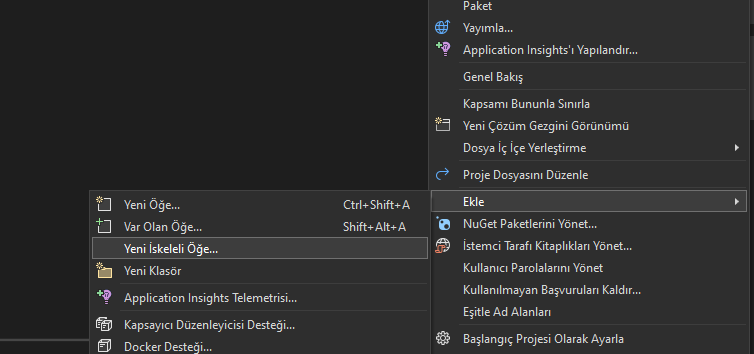 Paket
Yayımla...
Application Insights'ı Yapılandır...
Genel Bakış
Kapsamı Bununla Sınırla
Yeni Çözüm Gezgini Görünümü
Dosya İç İçe Yerleştirme
Proje Dosyasını Düzenle
Ekle
NuGet Paketlerini Yönet...
İstemci Tarafı Kitaplıkları Yönet...
Kullanıcı Parolalarını Yönet
Kullanılmayan Başvuruları Kaldır...
Eşitle Ad Alanları
Başlangıç Projesi Olarak Ayarla
Yeni Öğe... Ctrl+Shift+A
Var Olan Öğe... Shift+Alt+A
Yeni İskeleli Öğe...
Yeni Klasör
Application Insights Telemetrisi...
Kapsayıcı Düzenleyicisi Desteği...
Docker Desteği...